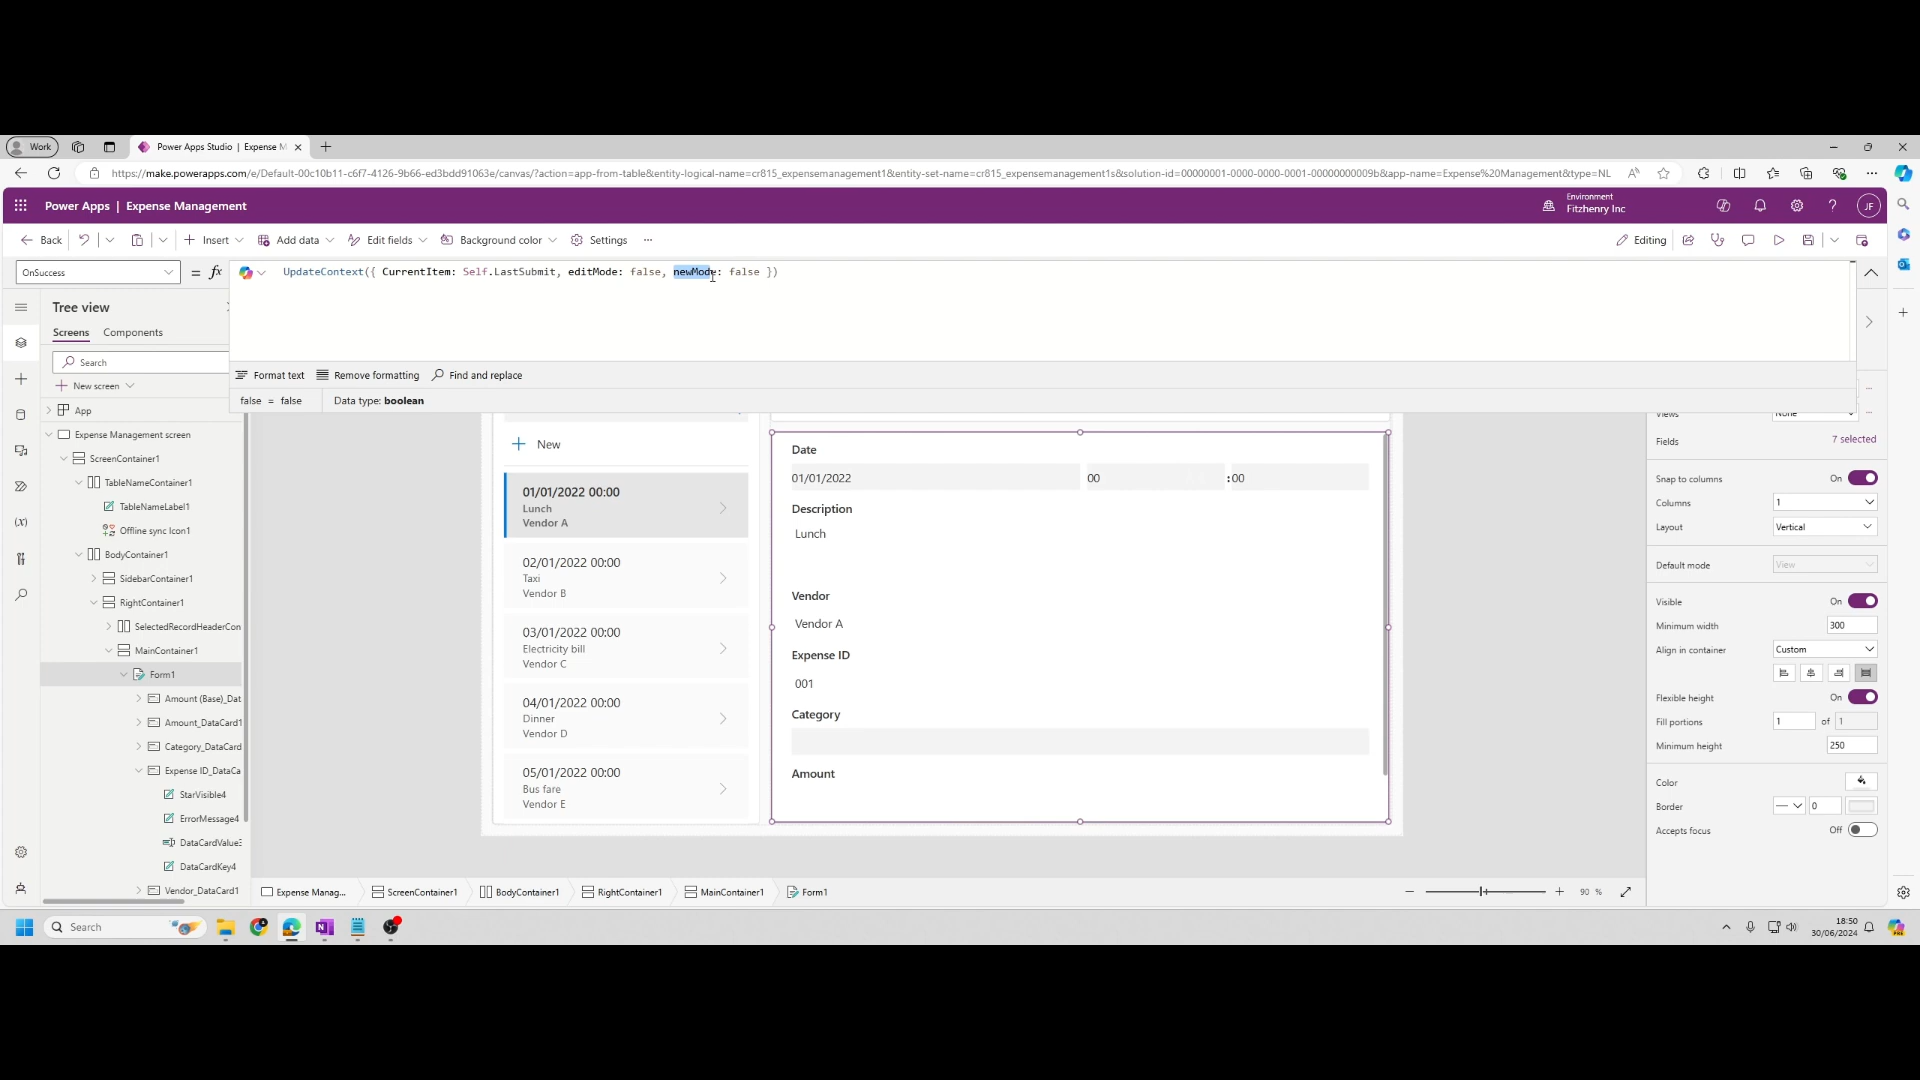 Work
Power Apps Studio | Expense M
https://make.powerapps.com/e/Default-00c10b11-c6f7-4126-9b66-ed3bdd91063e/canvas/?action=app-from-table&entity-logical-name=cr815_expensemanagement1&entity-set-name=cr815_expensemanagement1s&solution-id=00000001-0000-0000-0001-00000000009b&app-name=Expense%20Management&type=NL
Power Apps | Expense Management
Environment
Fitzhenry Inc
JF
Back
Insert
Add data
Edit fields
Background color
Settings
Editing
OnSuccess
= fx
UpdateContext({ CurrentItem: Self.LastSubmit, editMode: false, newMode: false })
Format text
Remove formatting
Find and replace
false = false
Data type: boolean
Tree view
Screens
Components
Search
New screen
App
Expense Management screen
ScreenContainer1
TableNameContainer1
TableNameLabel1
Offline sync Icon1
BodyContainer1
SidebarContainer1
RightContainer1
SelectedRecordHeaderCon
MainContainer1
Form1
Amount (Base)_Dat
Amount_DataCard1
Category_DataCard
Expense ID_DataCa
StarVisible4
ErrorMessage4
DataCardValue3
DataCardKey4
Vendor_DataCard1
New
01/01/2022 00:00
Lunch
Vendor A
02/01/2022 00:00
Taxi
Vendor B
03/01/2022 00:00
Electricity bill
Vendor C
04/01/2022 00:00
Dinner
Vendor D
05/01/2022 00:00
Bus fare
Vendor E
Date
01/01/2022
00
:00
Description
Lunch
Vendor
Vendor A
Expense ID
001
Category
Amount
Views
None
Fields
7 selected
Snap to columns
On
Columns
1
Layout
Vertical
Default mode
View
Visible
On
Minimum width
300
Align in container
Custom
Flexible height
On
Fill portions
1 of 1
Minimum height
250
Color
Border
0
Accepts focus
Off
Expense Manag...
ScreenContainer1
BodyContainer1
RightContainer1
MainContainer1
Form1
90 %
Search
18:50
30/06/2024